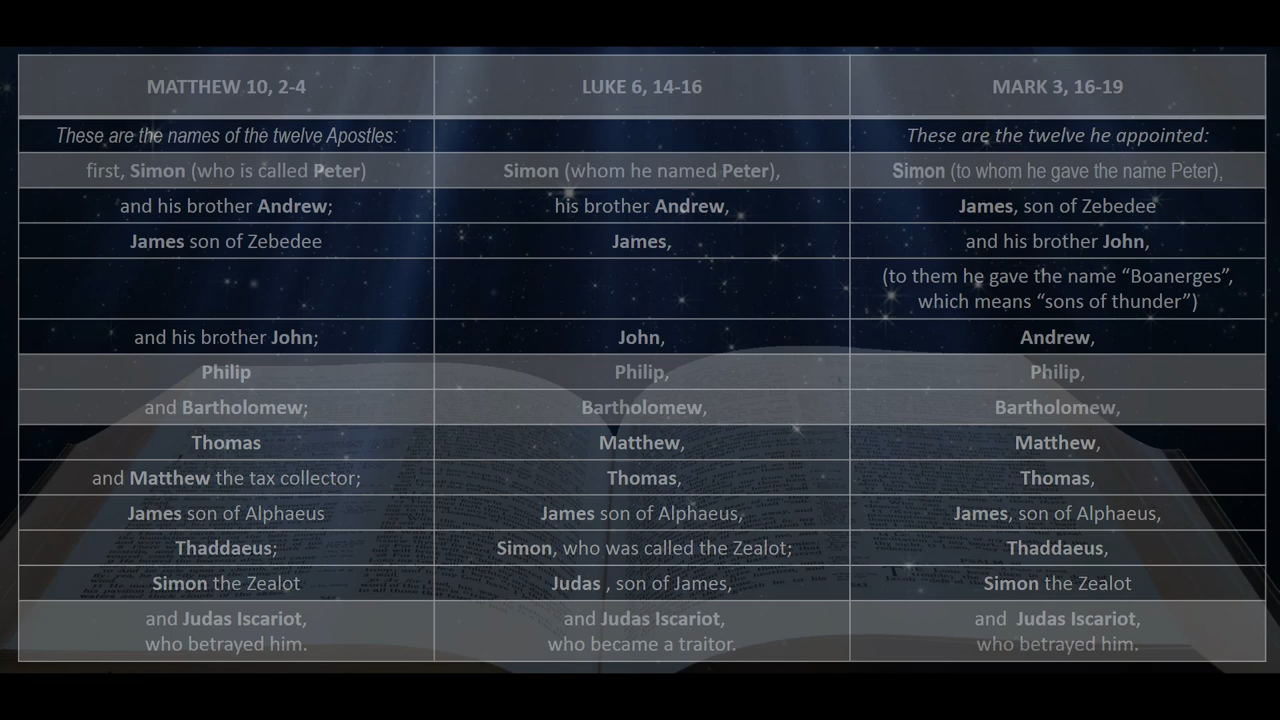 MATTHEW 10, 2-4 LUKE 6, 14-16 MARK 3, 16-19
These are the names of the twelve Apostles: These are the twelve he appointed:
first, Simon (who is called Peter) Simon (whom he named Peter), Simon (to whom he gave the name Peter),
and his brother Andrew; his brother Andrew, James, son of Zebedee
James son of Zebedee James, and his brother John,
(to them he gave the name “Boanerges”,
which means “sons of thunder”)
and his brother John; John, Andrew,
Philip Philip, Philip,
and Bartholomew; Bartholomew, Bartholomew,
Thomas Matthew, Matthew,
and Matthew the tax collector; Thomas, Thomas,
James son of Alphaeus James son of Alphaeus, James, son of Alphaeus,
Thaddaeus; Simon, who was called the Zealot; Thaddaeus,
Simon the Zealot Judas , son of James, Simon the Zealot
and Judas Iscariot, and Judas Iscariot, and Judas Iscariot,
who betrayed him. who became a traitor. who betrayed him.